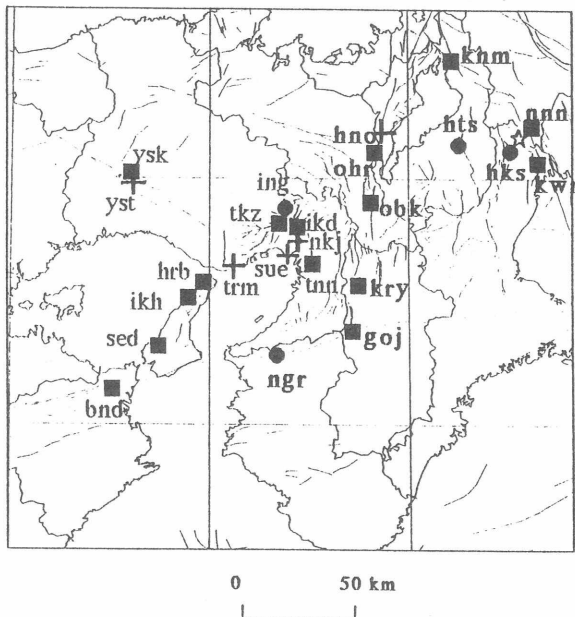 knm
nnn
hno
hts
ohr
hks
ysk
kwi
yst
ing
obk
tkz
ikd
nkj
hrb
sue
trm
tnn
kry
ikh
sed
goj
ngr
bnd
0 50 km